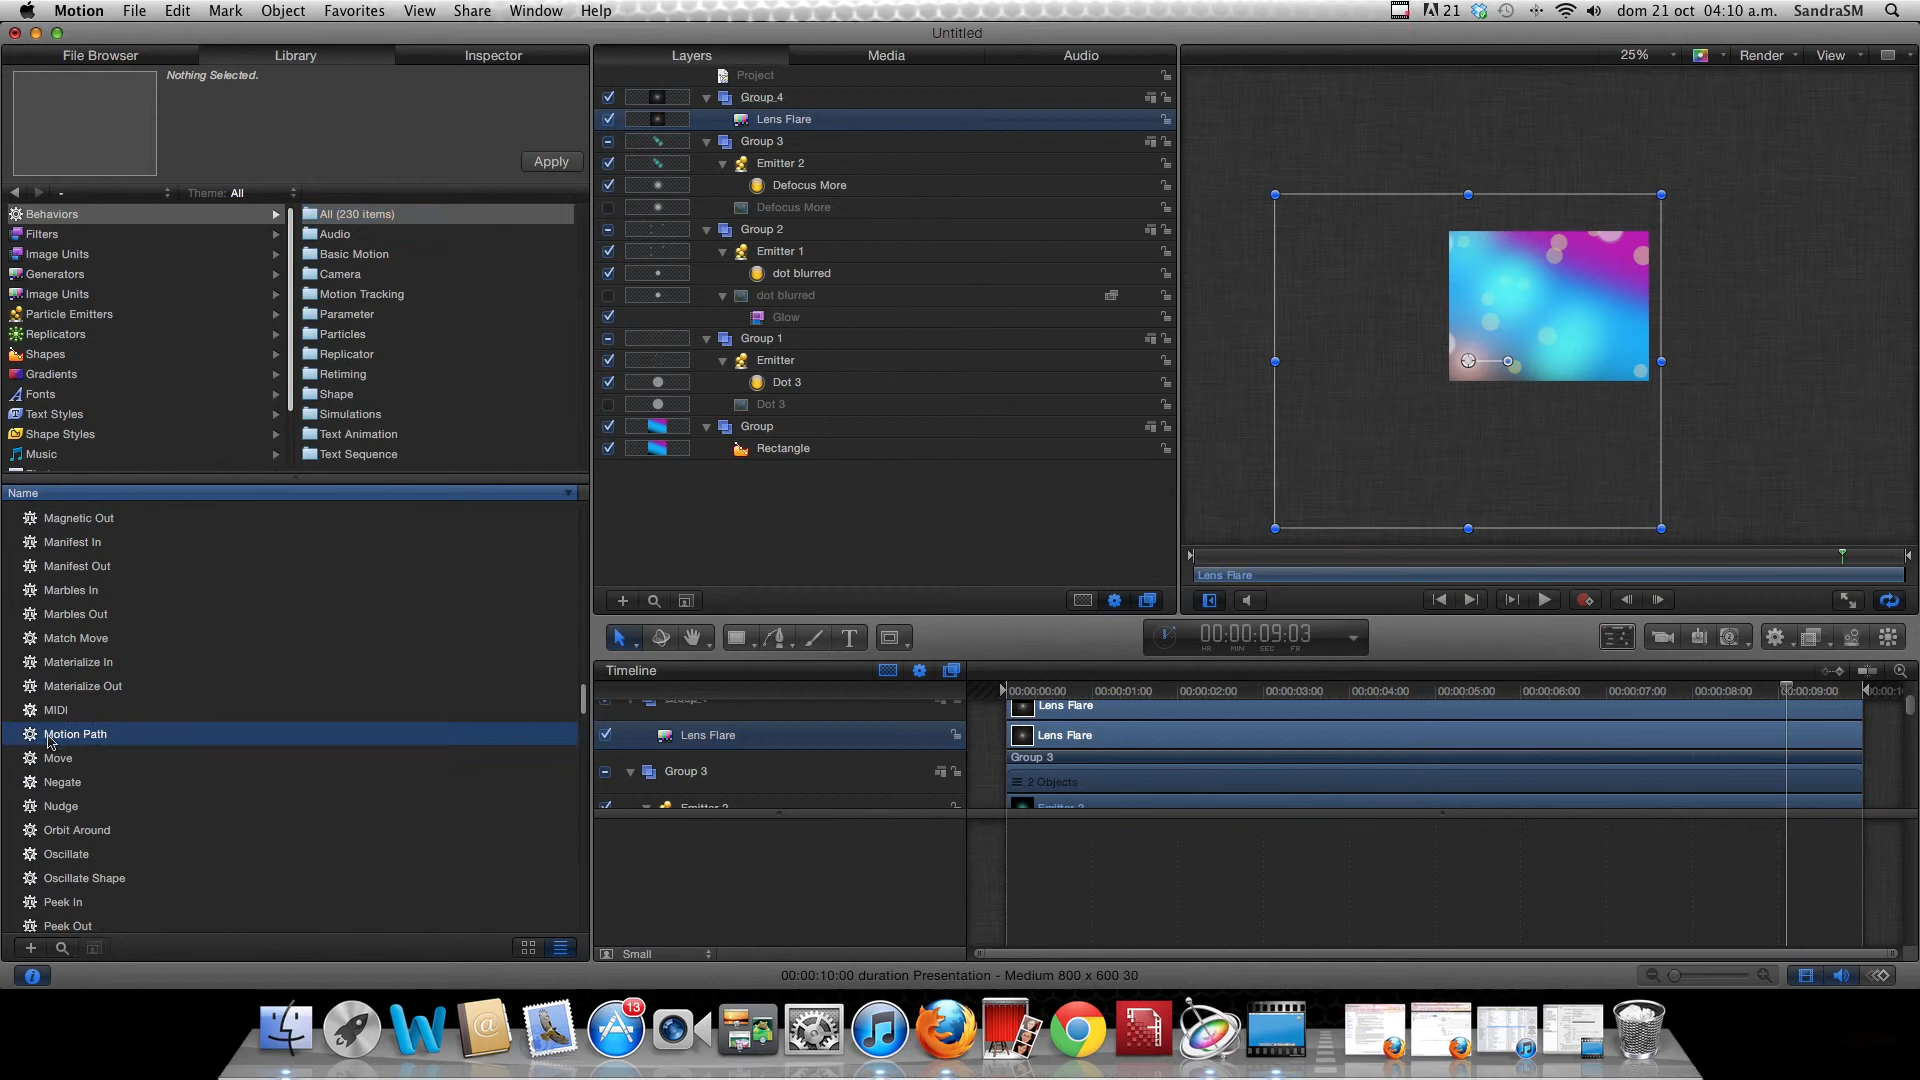 Motion File Edit Mark Object Favorites View Share Window Help
21 dom 21 oct 04:10 a.m. SandraSM
Untitled
File Browser Library Inspector
Nothing Selected.
Apply
- Theme: All
Behaviors
Filters
Image Units
Generators
Image Units
Particle Emitters
Replicators
Shapes
Gradients
Fonts
Text Styles
Shape Styles
Music
All (230 items)
Audio
Basic Motion
Camera
Motion Tracking
Parameter
Particles
Replicator
Retiming
Shape
Simulations
Text Animation
Text Sequence
Name
Magnetic Out
Manifest In
Manifest Out
Marbles In
Marbles Out
Match Move
Materialize In
Materialize Out
MIDI
Motion Path
Move
Negate
Nudge
Orbit Around
Oscillate
Oscillate Shape
Peek In
Peek Out
Layers Media Audio
Project
Group 4
Lens Flare
Group 3
Emitter 2
Defocus More
Defocus More
Group 2
Emitter 1
dot blurred
dot blurred
Glow
Group 1
Emitter
Dot 3
Dot 3
Group
Rectangle
25% Render View
Lens Flare
00:00:09:03
HR MIN SEC FR
Timeline
00:00:00:00 00:00:01:00 00:00:02:00 00:00:03:00 00:00:04:00 00:00:05:00 00:00:06:00 00:00:07:00 00:00:08:00
Lens Flare
Lens Flare
Lens Flare
Group 3
Group 3
2 Objects
Emitter 2
Emitter 2
Small
00:00:10:00 duration Presentation - Medium 800 x 600 30
13